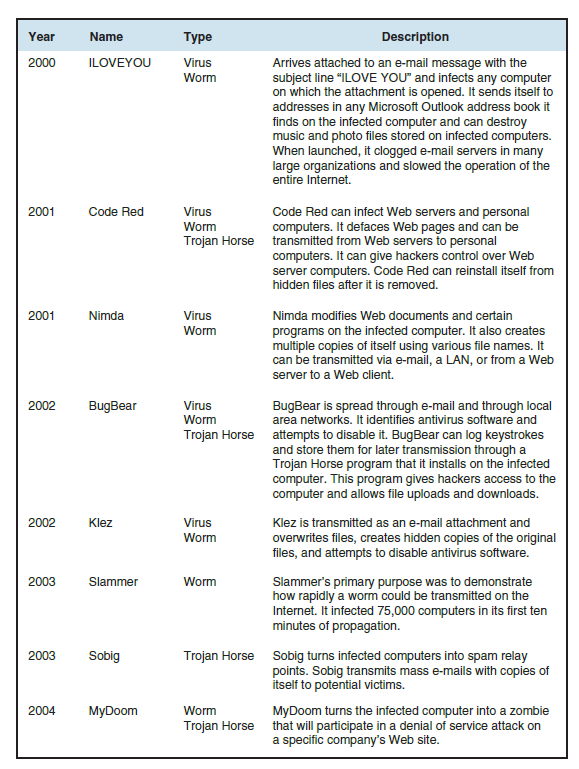 Year Name Type Description
2000 ILOVEYOU Virus Arrives attached to an e-mail message with the
Worm subject line “ILOVE YOU” and infects any computer
on which the attachment is opened. It sends itself to
addresses in any Microsoft Outlook address book it
finds on the infected computer and can destroy
music and photo files stored on infected computers.
When launched, it clogged e-mail servers in many
large organizations and slowed the operation of the
entire Internet.
2001 Code Red Virus Code Red can infect Web servers and personal
Worm computers. It defaces Web pages and can be
Trojan Horse transmitted from Web servers to personal
computers. It can give hackers control over Web
server computers. Code Red can reinstall itself from
hidden files after it is removed.
2001 Nimda Virus Nimda modifies Web documents and certain
Worm programs on the infected computer. It also creates
multiple copies of itself using various file names. It
can be transmitted via e-mail, a LAN, or from a Web
server to a Web client.
2002 BugBear Virus BugBear is spread through e-mail and through local
Worm area networks. It identifies antivirus software and
Trojan Horse attempts to disable it. BugBear can log keystrokes
and store them for later transmission through a
Trojan Horse program that it installs on the infected
computer. This program gives hackers access to the
computer and allows file uploads and downloads.
2002 Klez Virus Klez is transmitted as an e-mail attachment and
Worm overwrites files, creates hidden copies of the original
files, and attempts to disable antivirus software.
2003 Slammer Worm Slammer’s primary purpose was to demonstrate
how rapidly a worm could be transmitted on the
Internet. It infected 75,000 computers in its first ten
minutes of propagation.
2003 Sobig Trojan Horse Sobig turns infected computers into spam relay
points. Sobig transmits mass e-mails with copies of
itself to potential victims.
2004 MyDoom Worm MyDoom turns the infected computer into a zombie
Trojan Horse that will participate in a denial of service attack on
a specific company’s Web site.